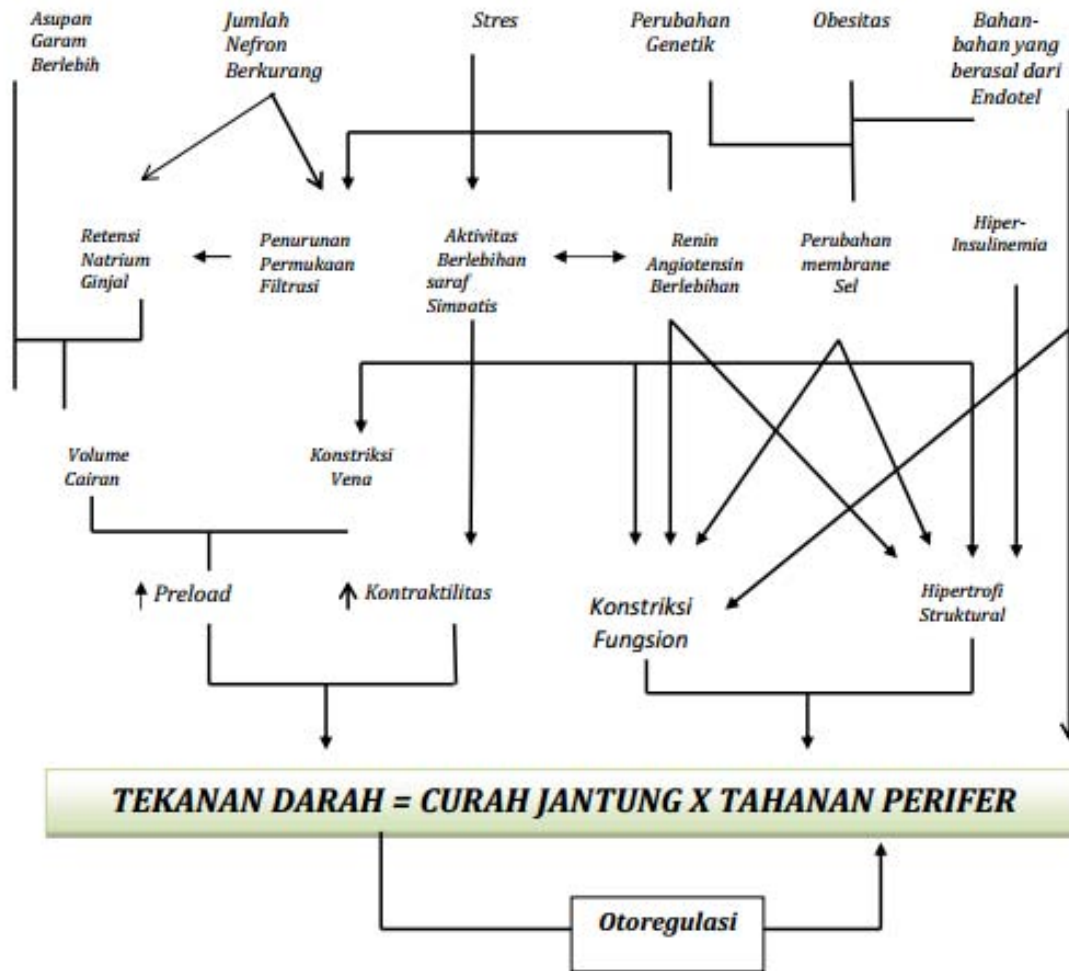 Asupan
Garam
Berlebih
Jumlah
Nefron
Berkurang
Stres
Perubahan
Genetik
Obesitas
Bahan-
bahan yang
berasal dari
Endotel
Retensi
Natrium
Ginjal
Penurunan
Permukaan
Filtrasi
Aktivitas
Berlebihan
saraf
Simpatis
Renin
Angiotensin
Berlebihan
Perubahan
membrane
Sel
Hiper-
Insulinemia
Volume
Cairan
Konstriksi
Vena
Preload
Kontraktilitas
Konstriksi
Fungsion
Hipertrofi
Struktural
TEKANAN DARAH = CURAH JANTUNG X TAHANAN PERIFER
Otoregulasi